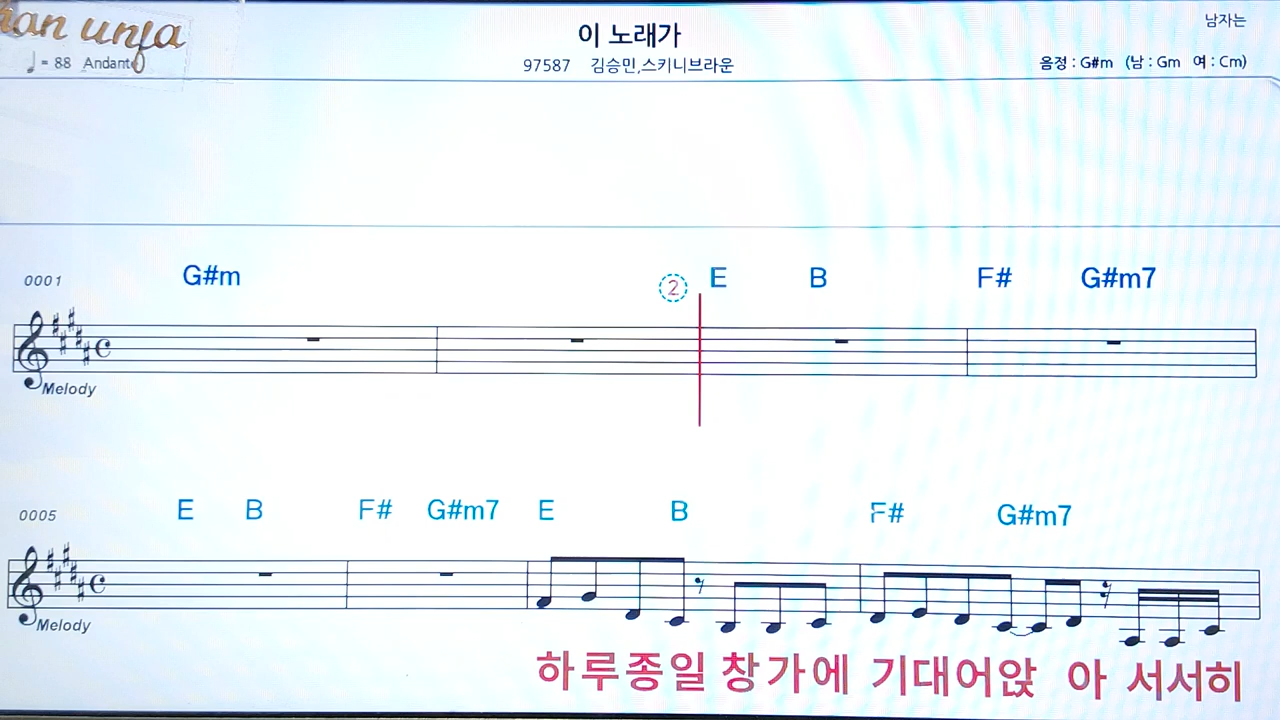 남자는
이 노래가
♩ = 88 Andante
97587 김승민,스키니브라운
음정 : G#m (남 : Gm 여 : Cm)
0001 G#m ② E B F# G#m7
Melody
0005 E B F# G#m7 E B F# G#m7
Melody
하루종일 창가에 기대어앉 아 서서히